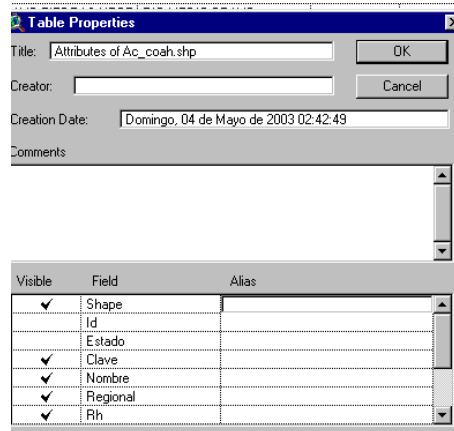 Table Properties
Title: Attributes of Ac_coah.shp OK
Creator: Cancel
Creation Date: Domingo, 04 de Mayo de 2003 02:42:49
Comments
Visible Field Alias
Shape
Id
Estado
Clave
Nombre
Regional
Rh